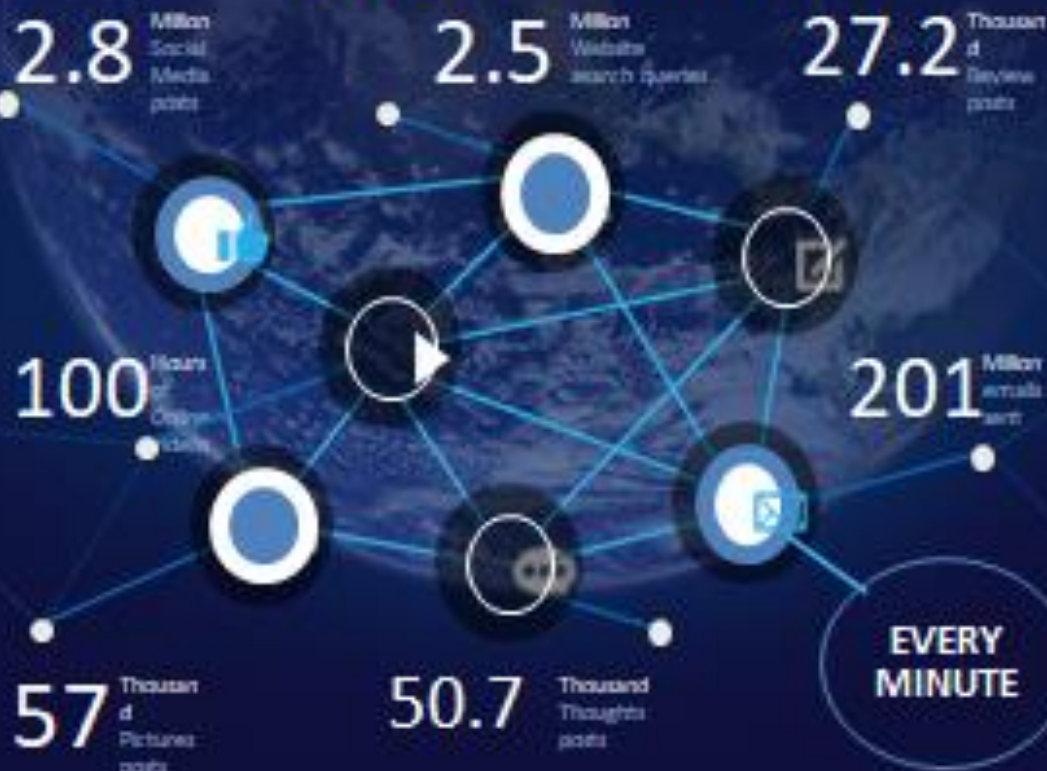 2.8
Million
Social
Media
posts
2.5
Million
Website
search queries
27.2
Thousan
d
Review
posts
100
Hours
of
Online
videos
201
Million
emails
sent
57
Thousan
d
Pictures
posts
50.7
Thousand
Thoughts
posts
EVERY
MINUTE